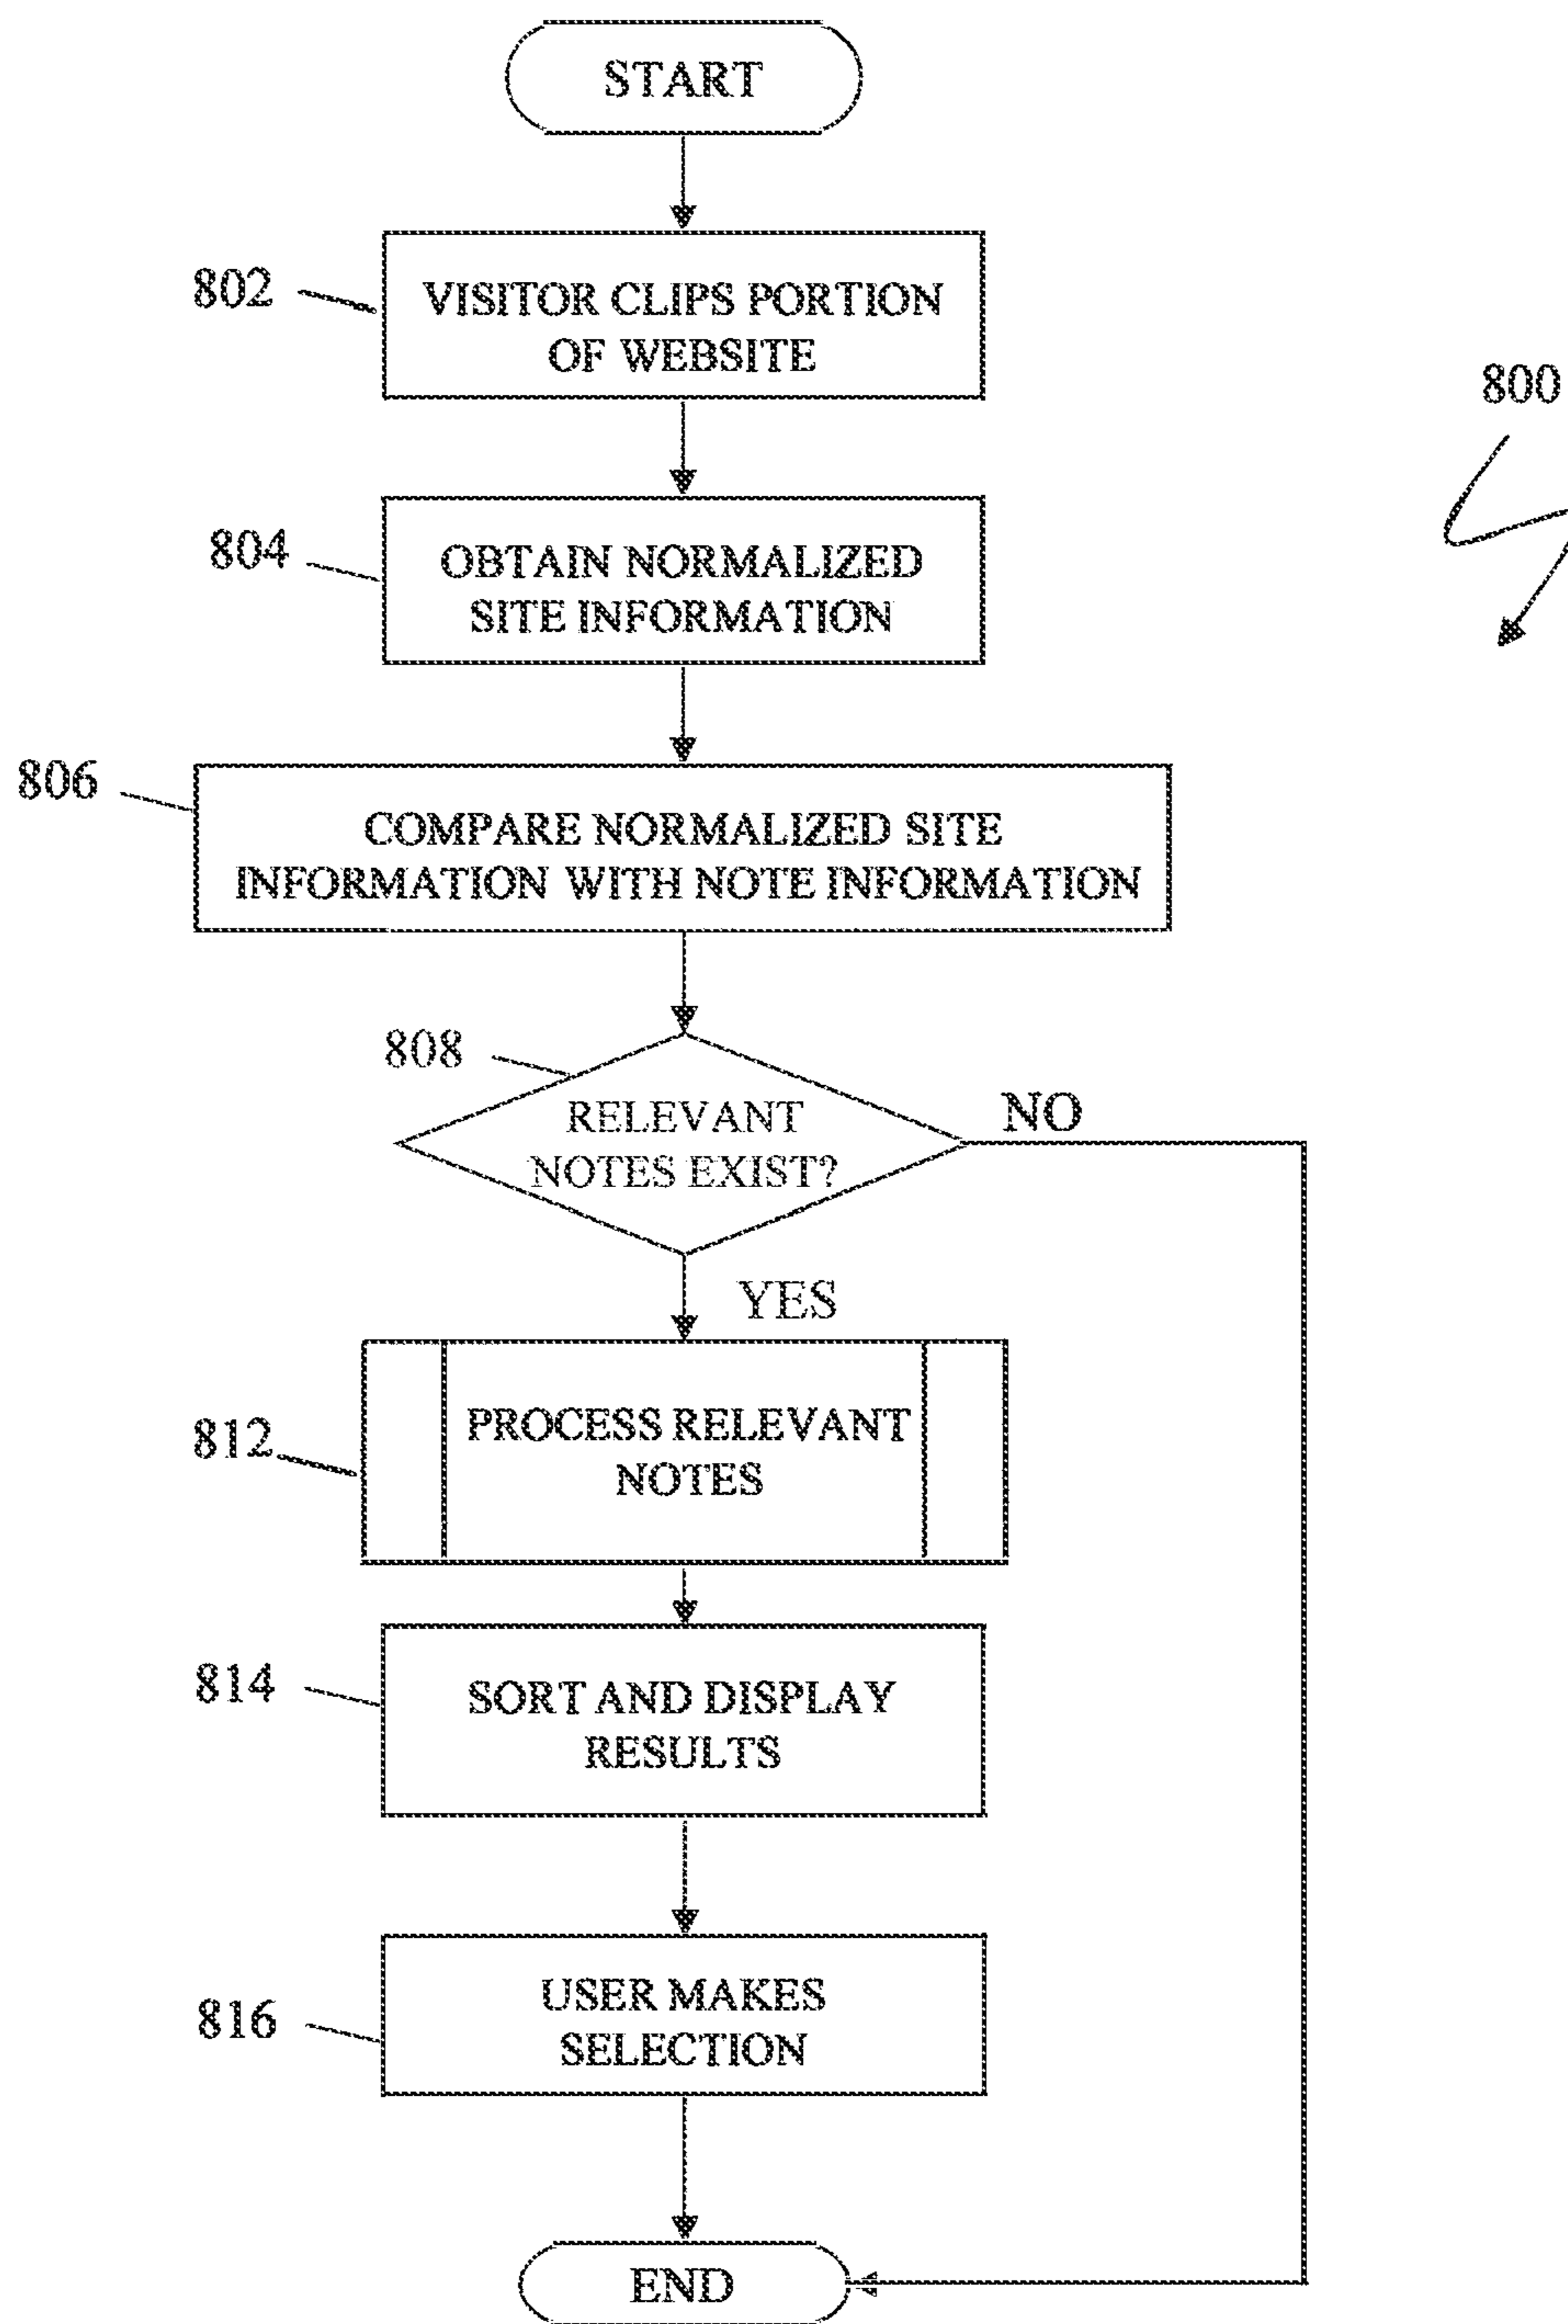 START
802
VISITOR CLIPS PORTION
OF WEBSITE
800
804
OBTAIN NORMALIZED
SITE INFORMATION
806
COMPARE NORMALIZED SITE
INFORMATION WITH NOTE INFORMATION
808
RELEVANT
NOTES EXIST?
NO
YES
812
PROCESS RELEVANT
NOTES
814
SORT AND DISPLAY
RESULTS
816
USER MAKES
SELECTION
END